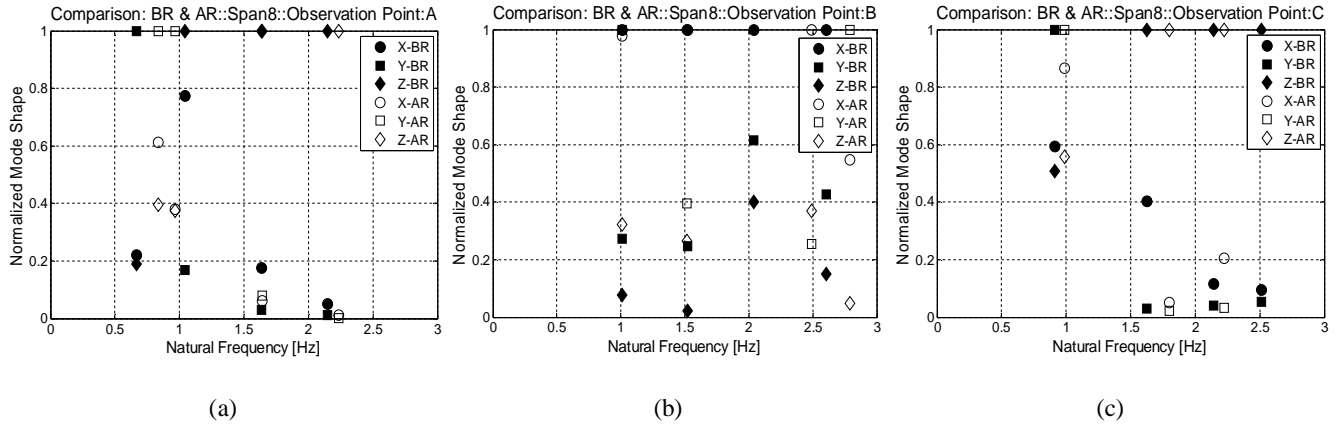 Comparison: BR & AR::Span8::Observation Point:A
1
0.8
0.6
0.4
0.2
0
Normalized Mode Shape
X-BR
Y-BR
Z-BR
X-AR
Y-AR
Z-AR
0 0.5 1 1.5 2 2.5 3
Natural Frequency [Hz]
(a)
Comparison: BR & AR::Span8::Observation Point:B
1
0.8
0.6
0.4
0.2
0
Normalized Mode Shape
X-BR
Y-BR
Z-BR
X-AR
Y-AR
Z-AR
0 0.5 1 1.5 2 2.5 3
Natural Frequency [Hz]
(b)
Comparison: BR & AR::Span8::Observation Point:C
1
0.8
0.6
0.4
0.2
0
Normalized Mode Shape
X-BR
Y-BR
Z-BR
X-AR
Y-AR
Z-AR
0 0.5 1 1.5 2 2.5 3
Natural Frequency [Hz]
(c)